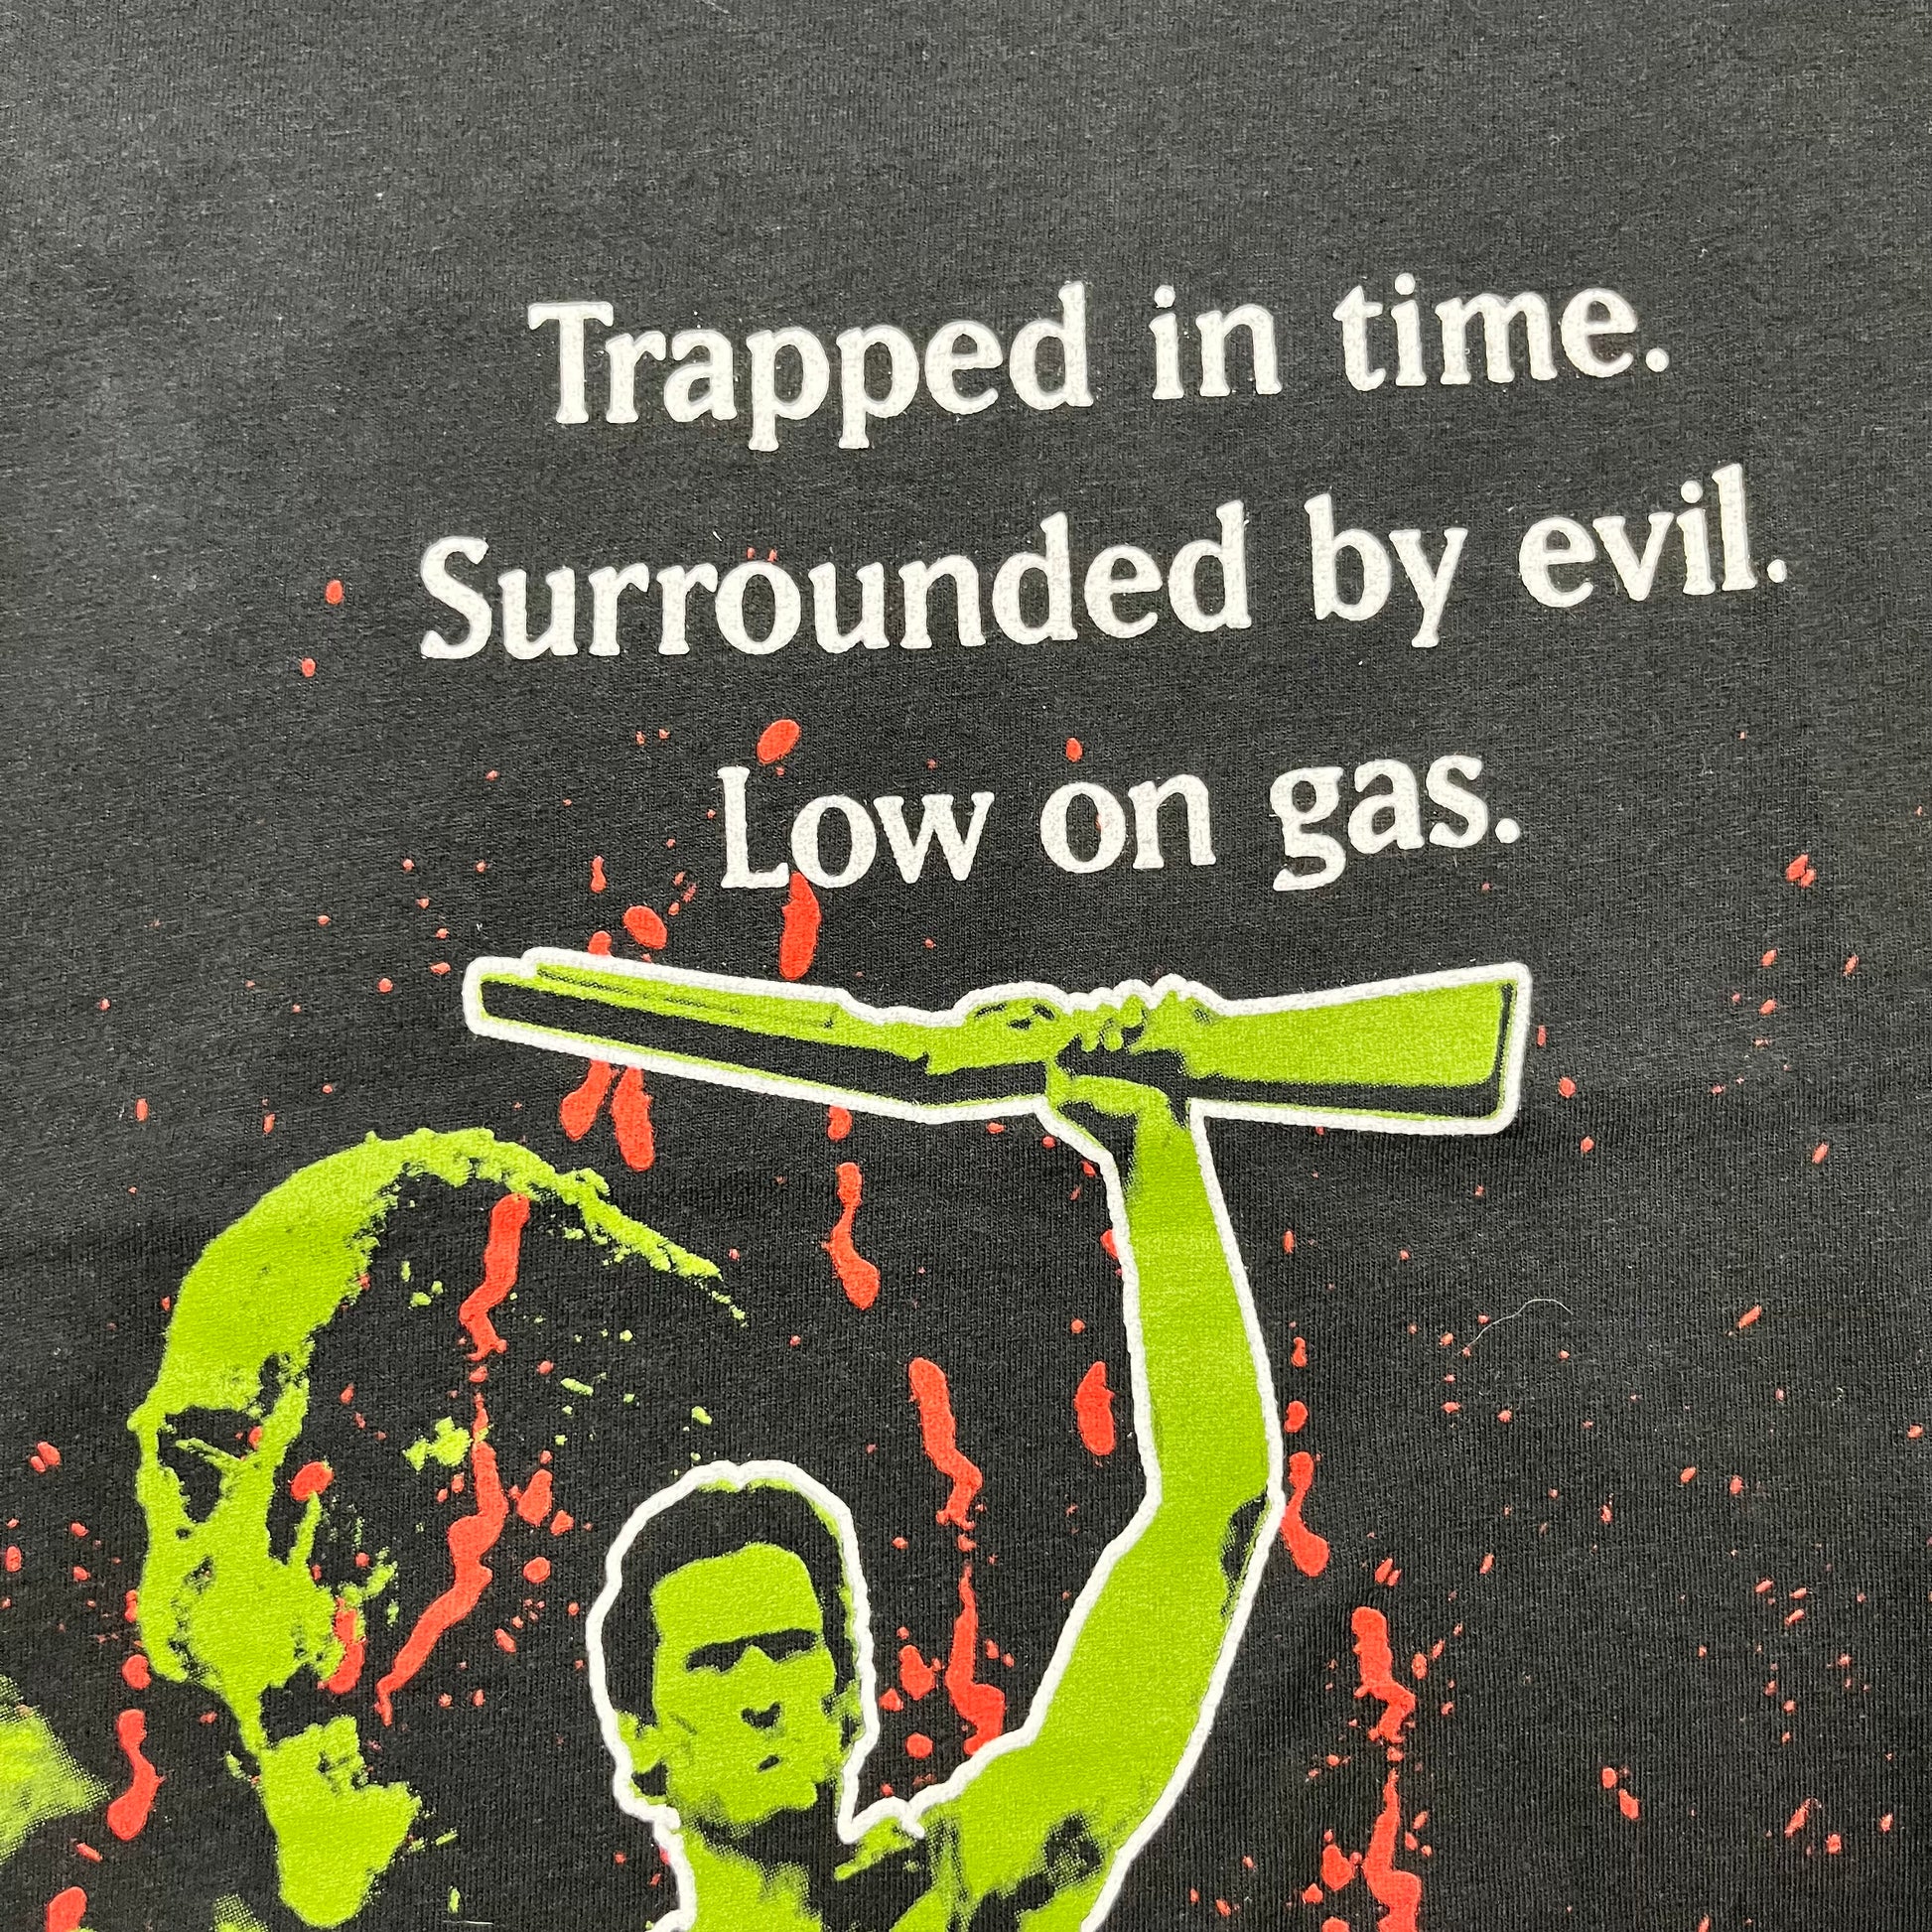 Trapped in time.
Surrounded by evil.
Low on gas.